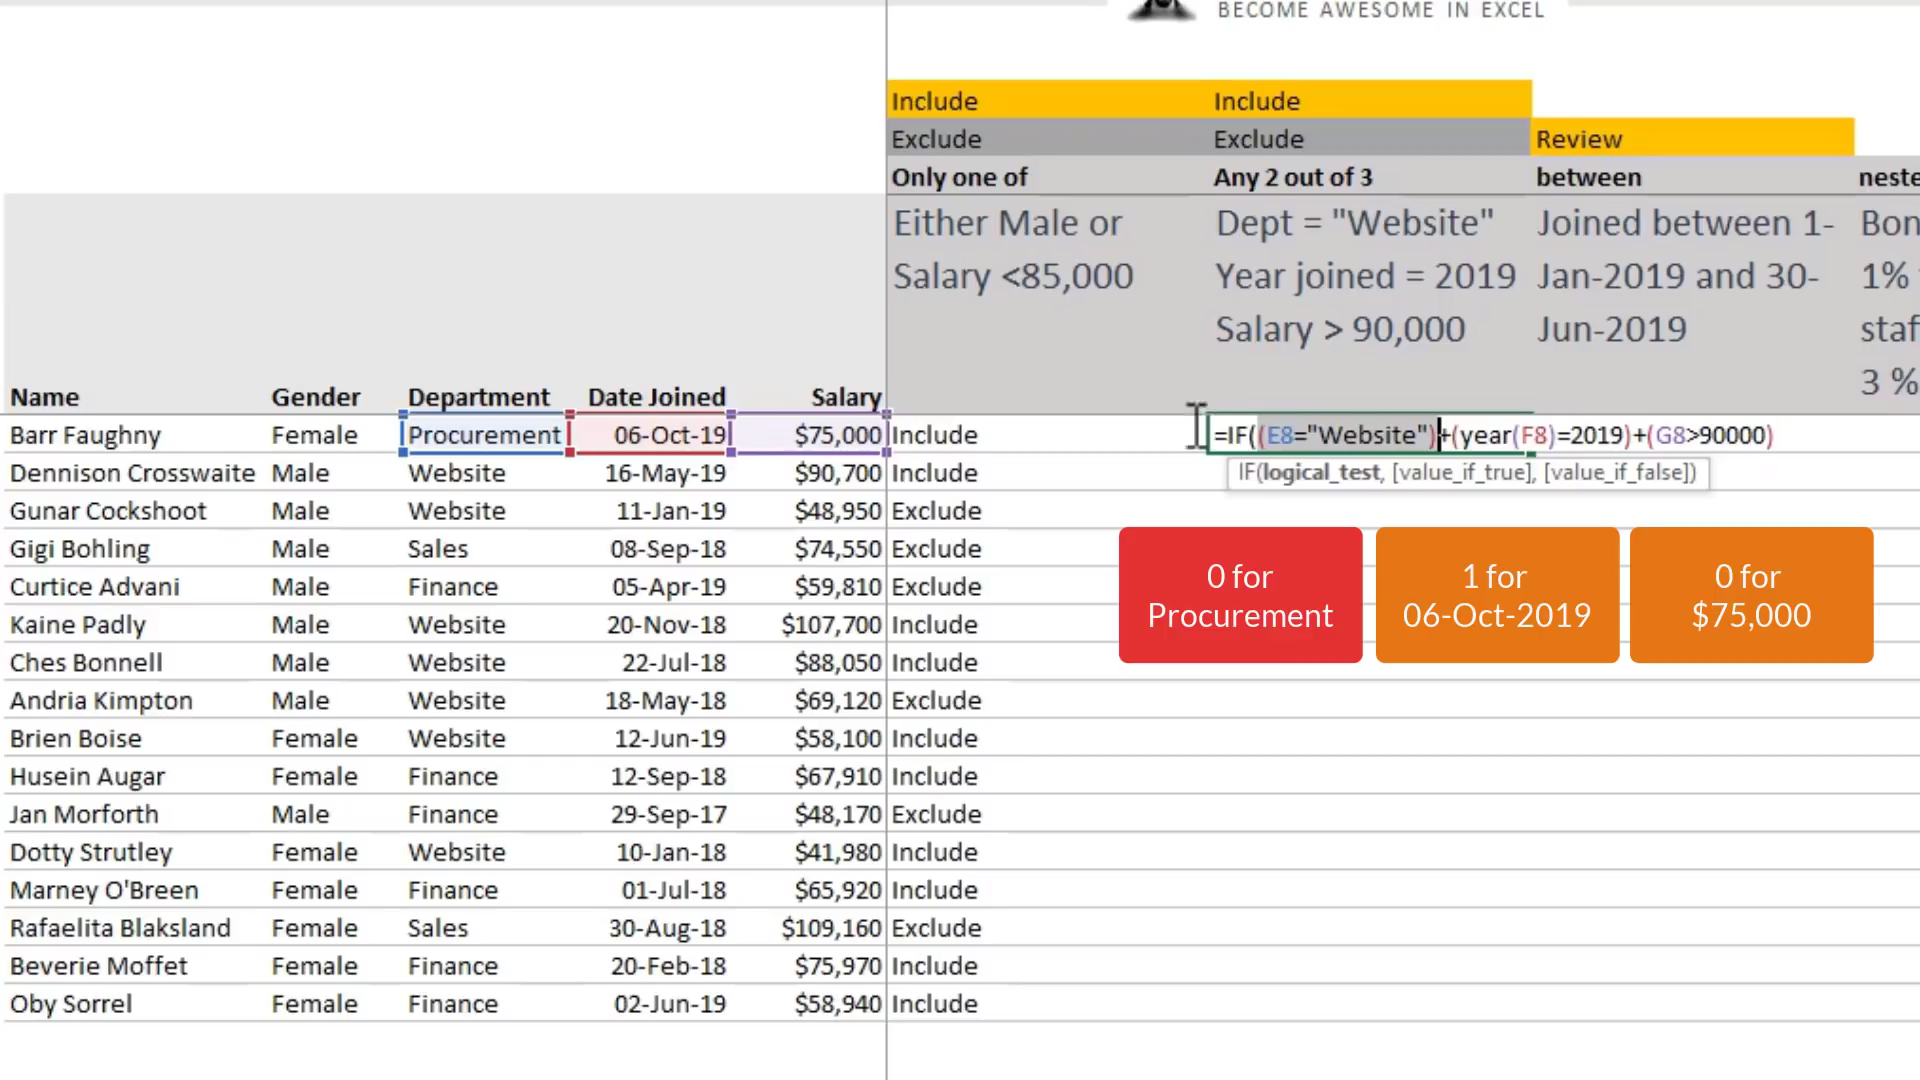 BECOME AWESOME IN EXCEL
Include Include
Exclude Exclude Review
Only one of Any 2 out of 3 between neste
Either Male or Dept = "Website" Joined between 1- Bon
Salary <85,000 Year joined = 2019 Jan-2019 and 30- 1%
Salary > 90,000 Jun-2019 staf
3 %
Name Gender Department Date Joined Salary
Barr Faughny Female Procurement 06-Oct-19 $75,000 Include =IF((E8="Website")+(year(F8)=2019)+(G8>90000)
IF(logical_test, [value_if_true], [value_if_false])
Dennison Crosswaite Male Website 16-May-19 $90,700 Include
Gunar Cockshoot Male Website 11-Jan-19 $48,950 Exclude
Gigi Bohling Male Sales 08-Sep-18 $74,550 Exclude
Curtice Advani Male Finance 05-Apr-19 $59,810 Exclude
Kaine Padly Male Website 20-Nov-18 $107,700 Include
Ches Bonnell Male Website 22-Jul-18 $88,050 Include
Andria Kimpton Male Website 18-May-18 $69,120 Exclude
Brien Boise Female Website 12-Jun-19 $58,100 Include
Husein Augar Female Finance 12-Sep-18 $67,910 Include
Jan Morforth Male Finance 29-Sep-17 $48,170 Exclude
Dotty Strutley Female Website 10-Jan-18 $41,980 Include
Marney O'Breen Female Finance 01-Jul-18 $65,920 Include
Rafaelita Blaksland Female Sales 30-Aug-18 $109,160 Exclude
Beverie Moffet Female Finance 20-Feb-18 $75,970 Include
Oby Sorrel Female Finance 02-Jun-19 $58,940 Include
0 for
Procurement
1 for
06-Oct-2019
0 for
$75,000